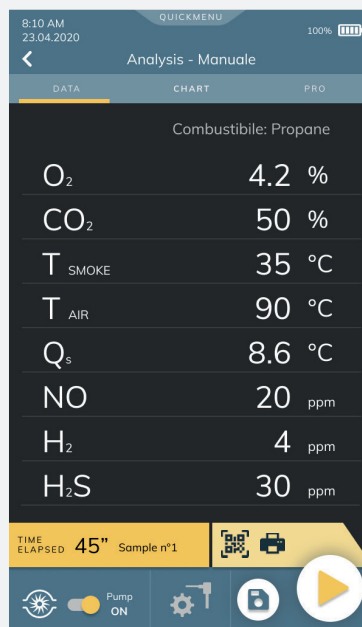 8:10 AM
QUICKMENU
100%
23.04.2020
Analysis - Manuale
DATA CHART PRO
Combustibile: Propane
O₂ 4.2 %
CO₂ 50 %
T SMOKE 35 °C
T AIR 90 °C
Qₛ 8.6 °C
NO 20 ppm
H₂ 4 ppm
H₂S 30 ppm
TIME
ELAPSED 45" Sample n°1
Pump
ON